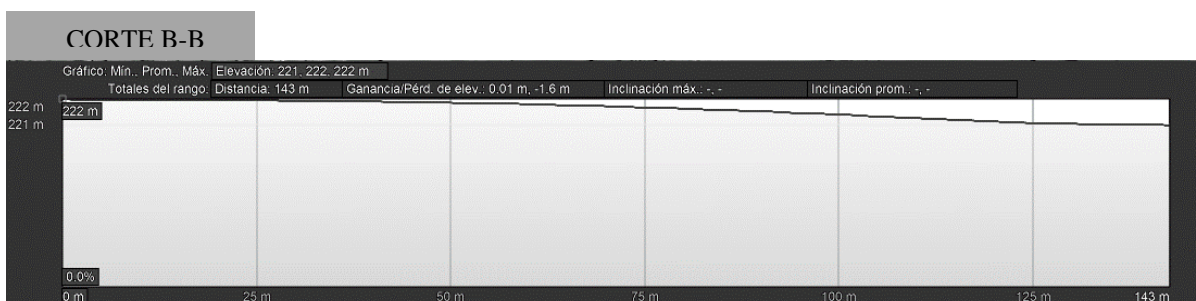 CORTE B-B
Gráfico: Mín., Prom., Máx. Elevación: 221, 222, 222 m
Totales del rango: Distancia: 143 m Ganancia/Pérd. de elev.: 0.01 m, -1.6 m Inclinación máx.: -, - Inclinación prom.: -, -
222 m
222 m
221 m
0.0%
0 m 25 m 50 m 75 m 100 m 125 m 143 m